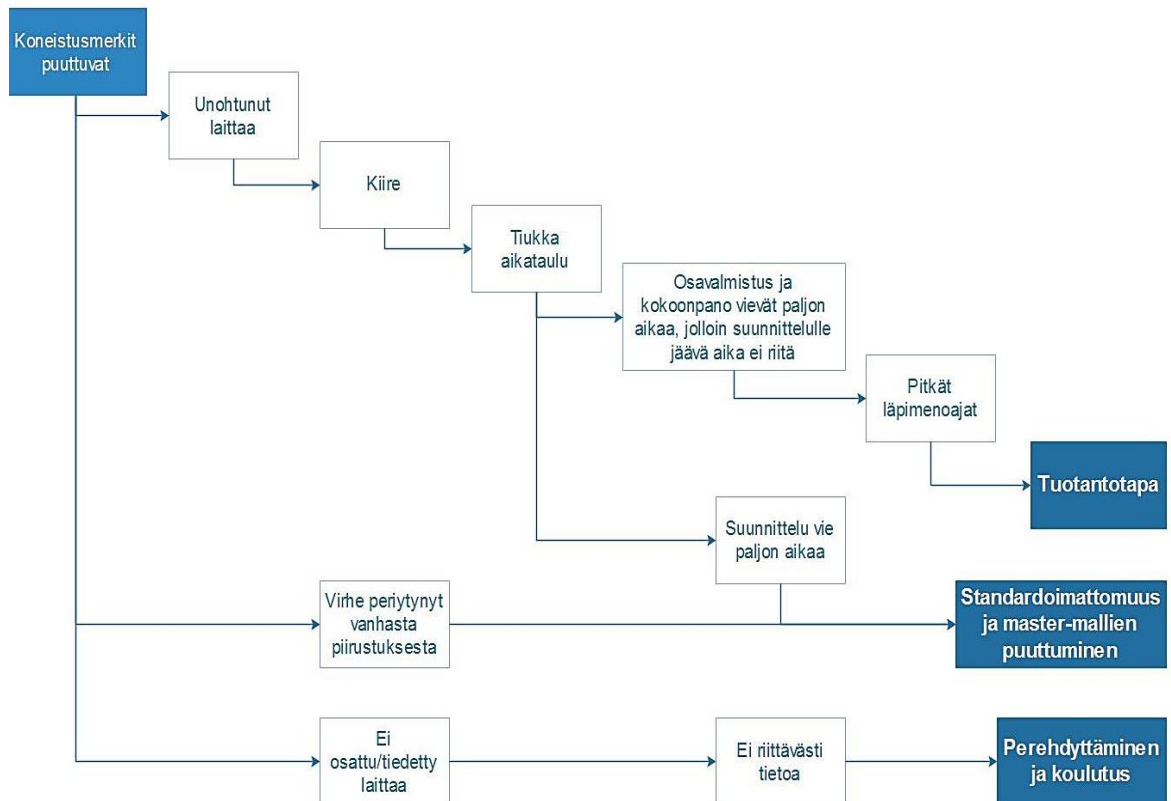 Koneistusmerkit
puuttuvat
Unohtunut
laittaa
Kiire
Tiukka
aikataulu
Osavalmistus ja
kokoonpano vievät paljon
aikaa, jolloin suunnittelulle
jäävä aika ei riitä
Pitkät
läpimenoajat
Tuotantotapa
Suunnittelu vie
paljon aikaa
Virhe periytynyt
vanhasta
piirustuksesta
Standardoimattomuus
ja master-mallien
puuttuminen
Ei
osattu/tiedetty
laittaa
Ei riittävästi
tietoa
Perehdyttäminen
ja koulutus